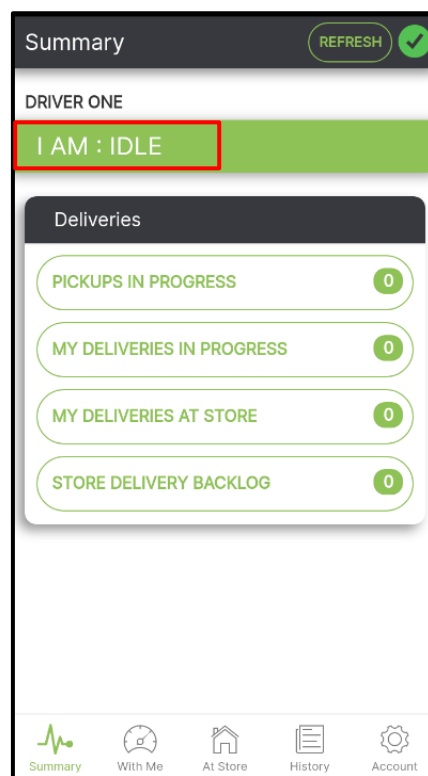 Summary
REFRESH
DRIVER ONE
I AM : IDLE
Deliveries
PICKUPS IN PROGRESS 0
MY DELIVERIES IN PROGRESS 0
MY DELIVERIES AT STORE 0
STORE DELIVERY BACKLOG 0
Summary With Me At Store History Account